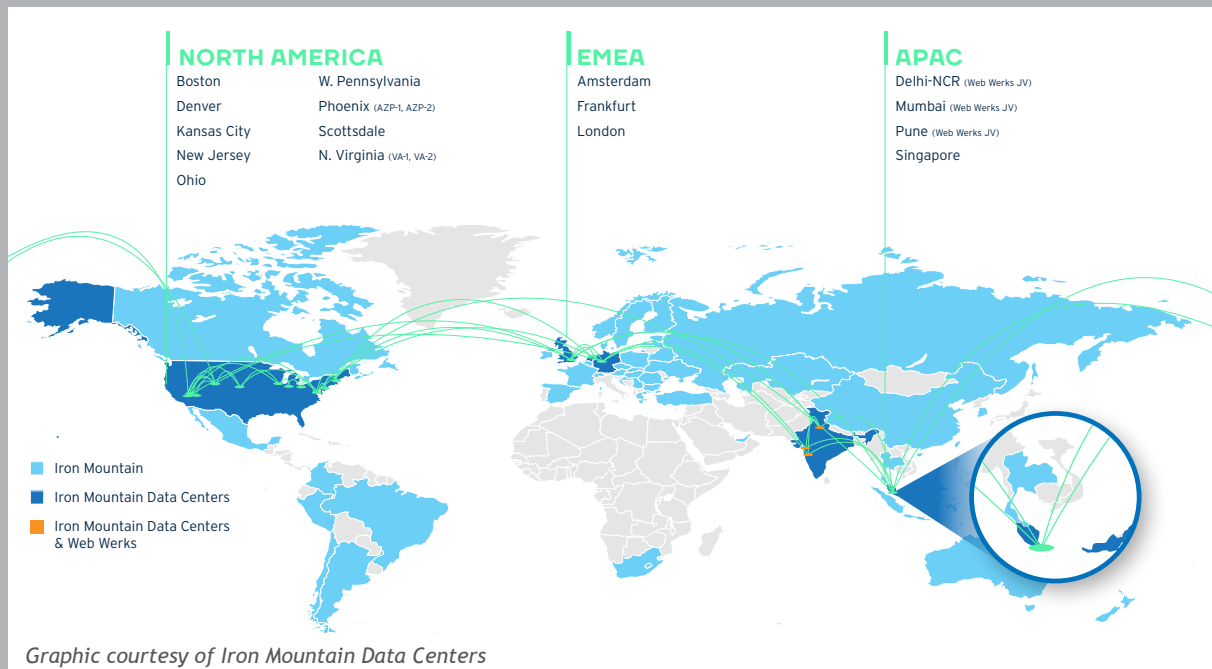 NORTH AMERICA
Boston
Denver
Kansas City
New Jersey
Ohio
W. Pennsylvania
Phoenix (AZP-1, AZP-2)
Scottsdale
N. Virginia (VA-1, VA-2)
EMEA
Amsterdam
Frankfurt
London
APAC
Delhi-NCR (Web Werks JV)
Mumbai (Web Werks JV)
Pune (Web Werks JV)
Singapore
Iron Mountain
Iron Mountain Data Centers
Iron Mountain Data Centers
& Web Werks
Graphic courtesy of Iron Mountain Data Centers